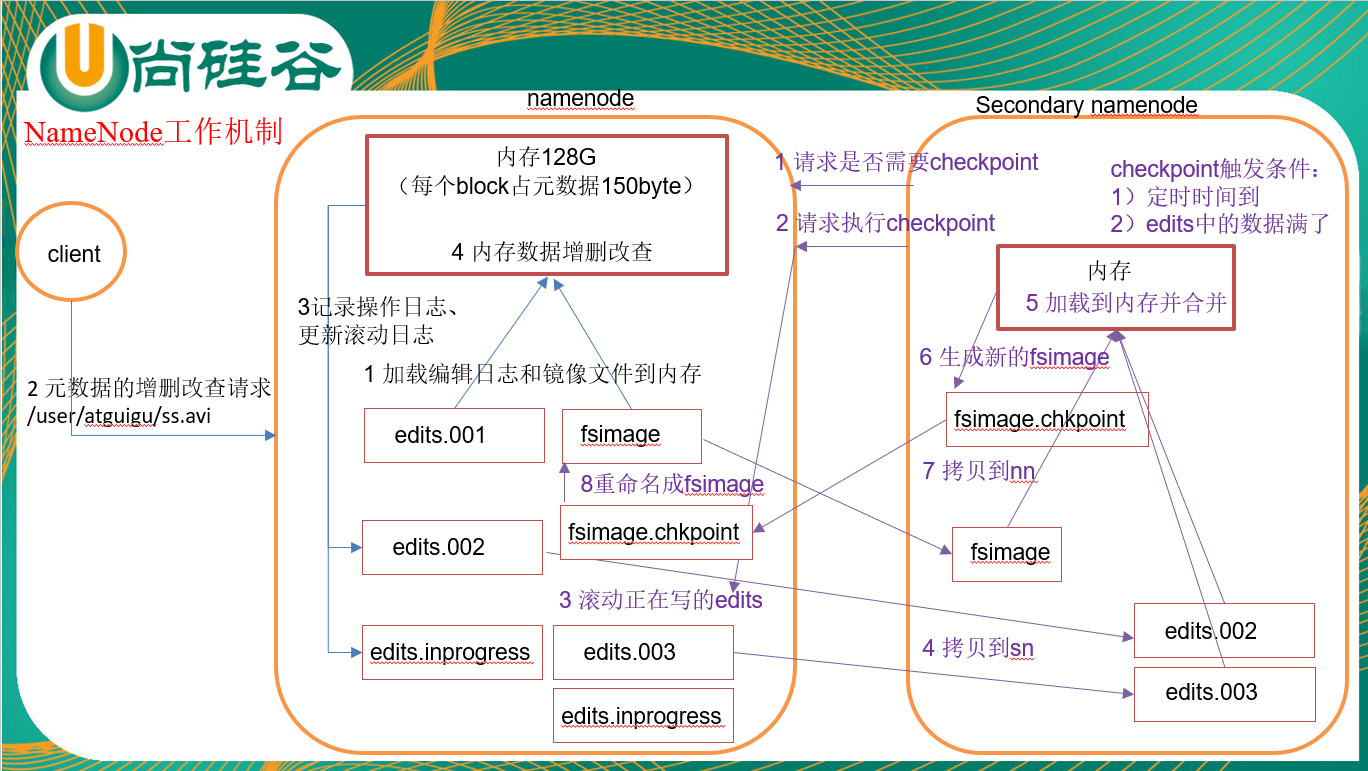 尚硅谷
NameNode工作机制
namenode
Secondary namenode
client
2 元数据的增删改查请求
/user/atguigu/ss.avi
内存128G
（每个block占元数据150byte）
4 内存数据增删改查
3记录操作日志、
更新滚动日志
1 加载编辑日志和镜像文件到内存
edits.001
fsimage
8重命名成fsimage
edits.002
fsimage.chkpoint
3 滚动正在写的edits
edits.inprogress
edits.003
edits.inprogress
1 请求是否需要checkpoint
2 请求执行checkpoint
checkpoint触发条件：
1）定时时间到
2）edits中的数据满了
内存
5 加载到内存并合并
6 生成新的fsimage
fsimage.chkpoint
7 拷贝到nn
fsimage
4 拷贝到sn
edits.002
edits.003